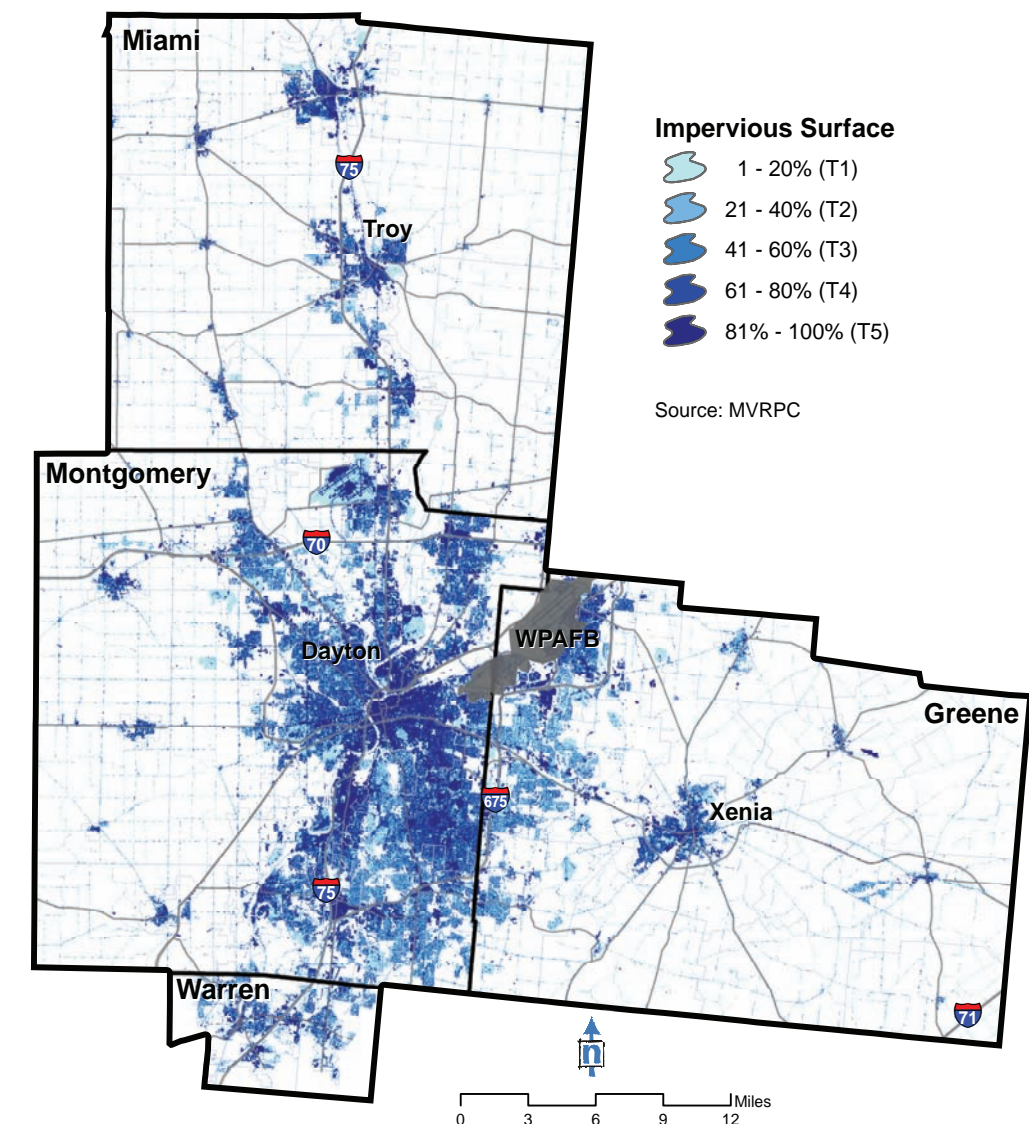 Miami
Impervious Surface
1 - 20% (T1)
75
21 - 40% (T2)
Troy
41 - 60% (T3)
61 - 80% (T4)
81% - 100% (T5)
Source: MVRPC
Montgomery
70
WPAFB
Dayton
Greene
675
Xenia
75
Warren
71
n
Miles
0 3 6 9 12